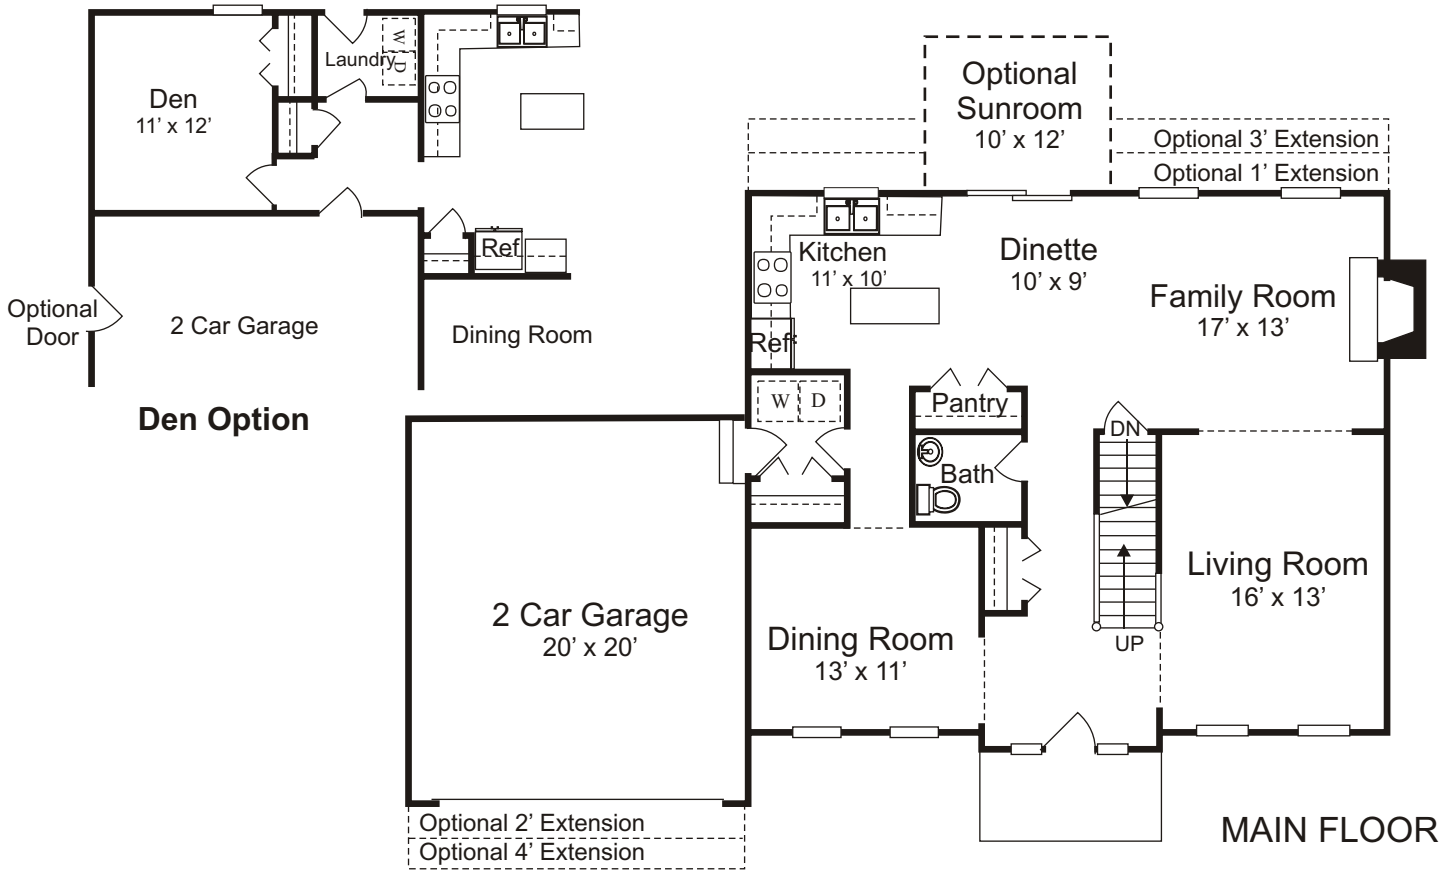 W
D
Laundry
Den
11’ x 12’
Ref
Optional
Door
2 Car Garage
Dining Room
Den Option
Optional
Sunroom
10’ x 12’
Optional 3’ Extension
Optional 1’ Extension
Kitchen
11’ x 10’
Dinette
10’ x 9’
Family Room
17’ x 13’
Ref
W D
Pantry
Bath
DN
UP
Living Room
16’ x 13’
2 Car Garage
20’ x 20’
Dining Room
13’ x 11’
Optional 2’ Extension
Optional 4’ Extension
MAIN FLOOR